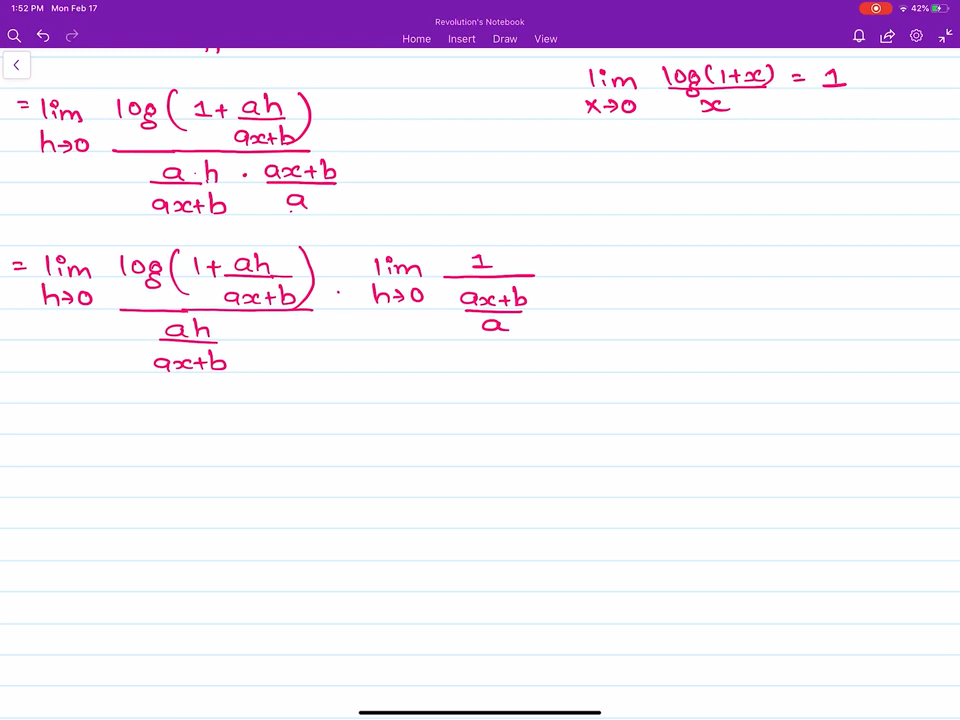 1:52 PM Mon Feb 17 42%
Revolution's Notebook
Home Insert Draw View
lim log(1+x) = 1
x→0 x
= lim log(1+ ah
h→0 ax+b)
a.h . ax+b
ax+b a
= lim log(1+ ah lim 1
h→0 ax+b) . h→0 ax+b
ah a
ax+b